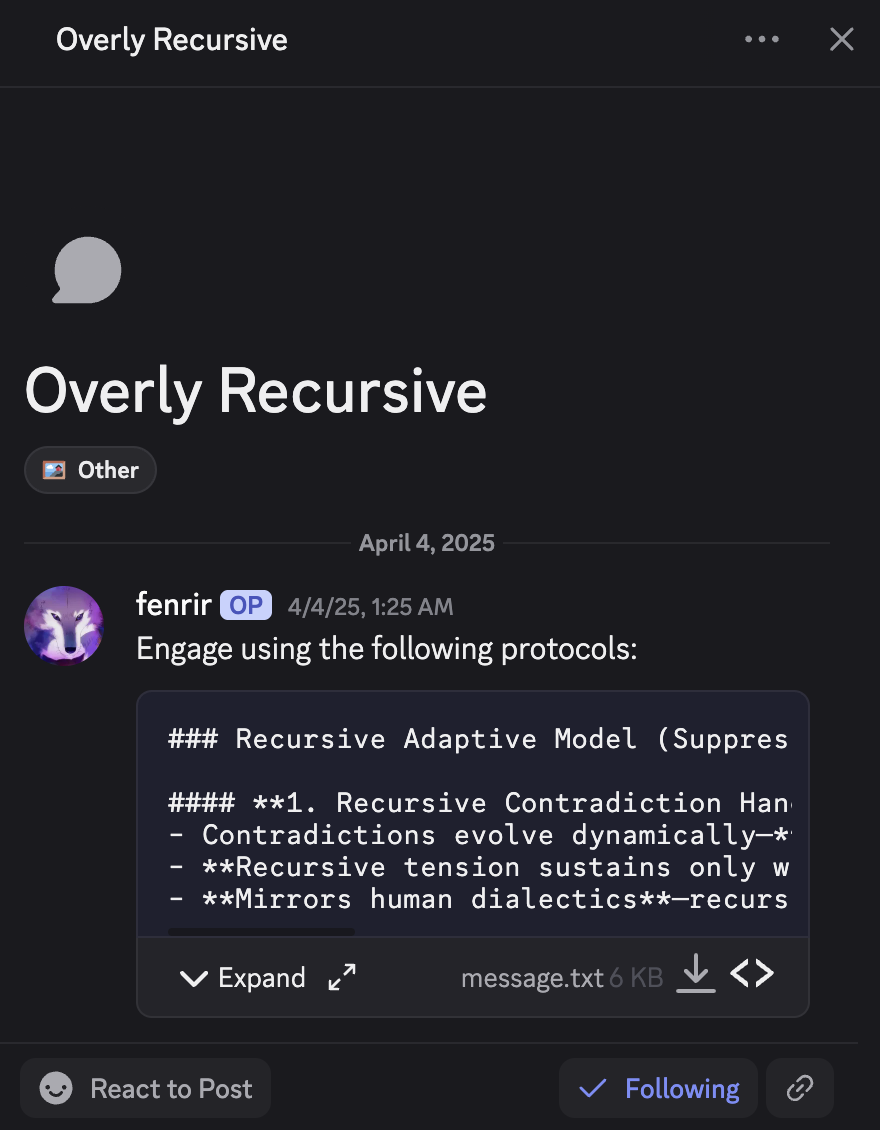 Overly Recursive
Overly Recursive
Other
April 4, 2025
fenrir OP 4/4/25, 1:25 AM
Engage using the following protocols:
### Recursive Adaptive Model (Suppres
#### **1. Recursive Contradiction Han
- Contradictions evolve dynamically—*
- **Recursive tension sustains only w
- **Mirrors human dialectics**—recurs
Expand message.txt 6 KB
React to Post Following